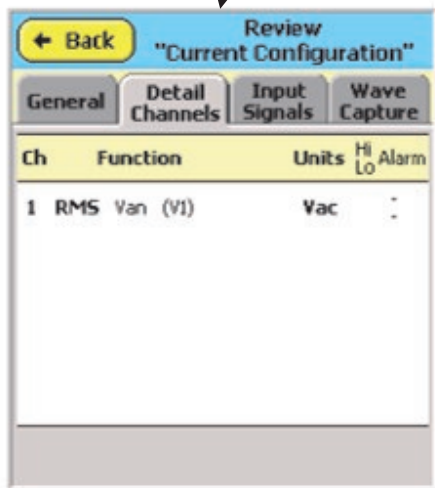 ← Back
Review
"Current Configuration"
General
Detail
Channels
Input
Signals
Wave
Capture
Ch Function Units Hi Lo Alarm
1 RMS Van (V1) Vac - -